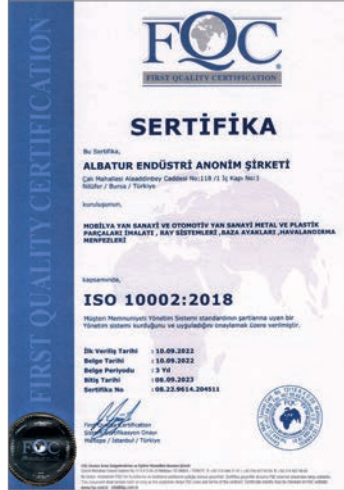 FIRST QUALITY CERTIFICATION
FQC
FIRST QUALITY CERTIFICATION
SERTİFİKA
Bu Sertifika,
ALBATUR ENDÜSTRİ ANONİM ŞİRKETİ
Çalı Mahallesi Alaaddinbey Caddesi No:118 /1 İç Kapı No:1
Nilüfer / Bursa / Türkiye
kuruluşunun,
MOBİLYA YAN SANAYİ VE OTOMOTİV YAN SANAYİ METAL VE PLASTİK
PARÇALARI İMALATI , RAY SİSTEMLERİ ,BAZA AYAKLARI ,HAVALANDIRMA
MENFEZLERİ
kapsamında,
ISO 10002:2018
Müşteri Memnuniyeti Yönetim Sistemi standardının şartlarına uyan bir
Yönetim sistemi kurduğunu ve uyguladığını onaylamak üzere verilmiştir.
İlk Veriliş Tarihi : 10.09.2022
Belge Tarihi : 10.09.2022
Belge Periyodu : 3 Yıl
Bitiş Tarihi : 08.09.2023
Sertifika No : 08.22.9614.204511
First Quality Certification
Onayı
Maltepe / İstanbul / Türkiye
FQC